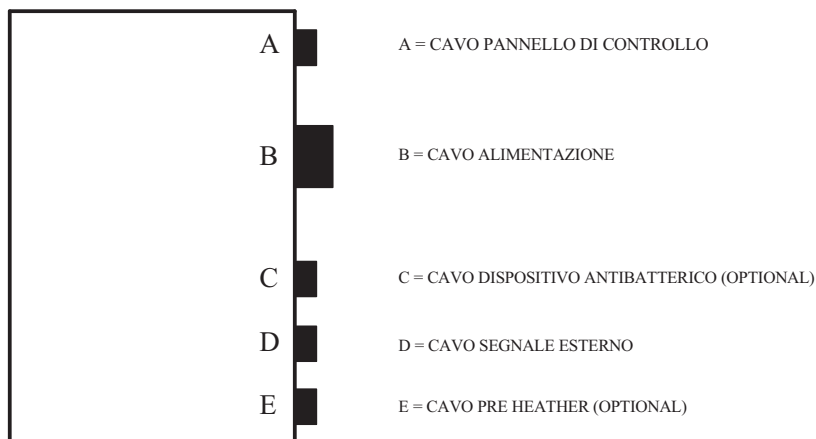 A
A = CAVO PANNELLO DI CONTROLLO
B
B = CAVO ALIMENTAZIONE
C
C = CAVO DISPOSITIVO ANTIBATTERICO (OPTIONAL)
D
D = CAVO SEGNALE ESTERNO
E
E = CAVO PRE HEATHER (OPTIONAL)